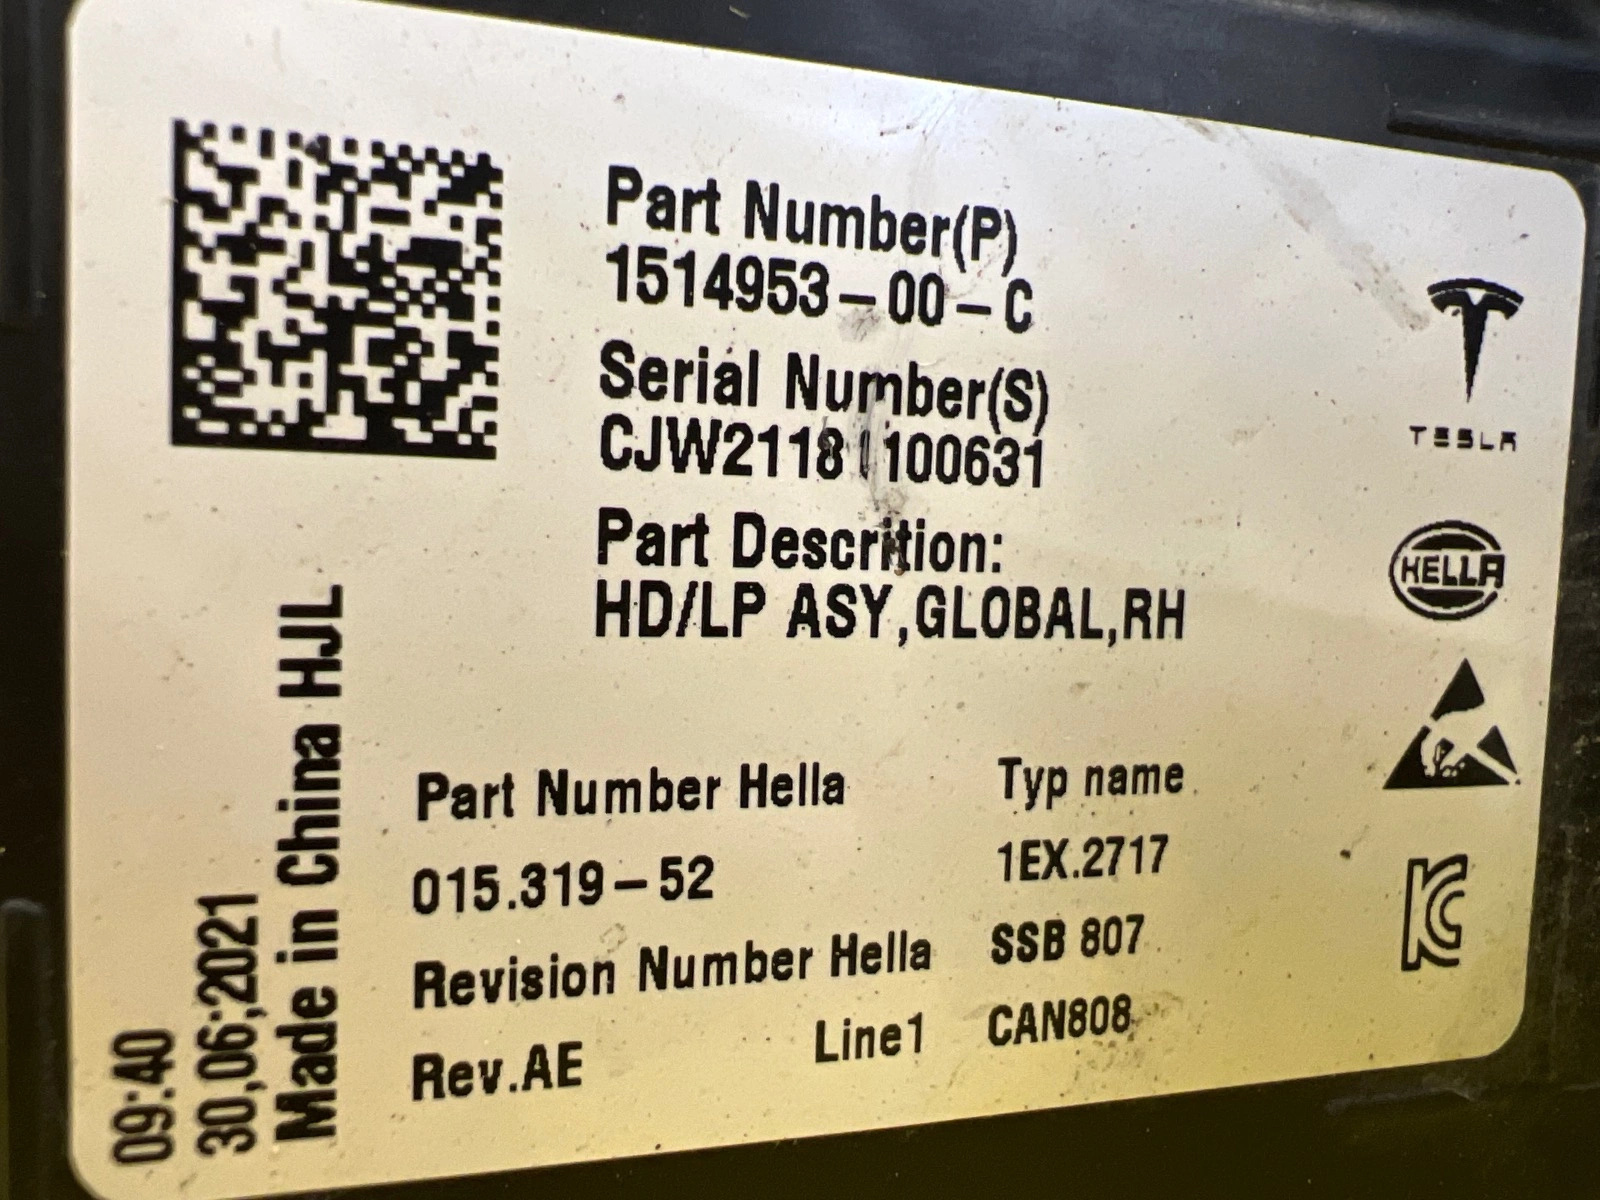 Part Number(P)
1514953-00-C
Serial Number(S)
CJW21181100631
Part Descrition:
HD/LP ASY,GLOBAL,RH
TESLA
HELLA
Part Number Hella
015.319-52
Revision Number Hella
Rev.AE
Line1
Typ name
1EX.2717
SSB 807
CAN808
09:40
30,06;2021
Made in China HJL